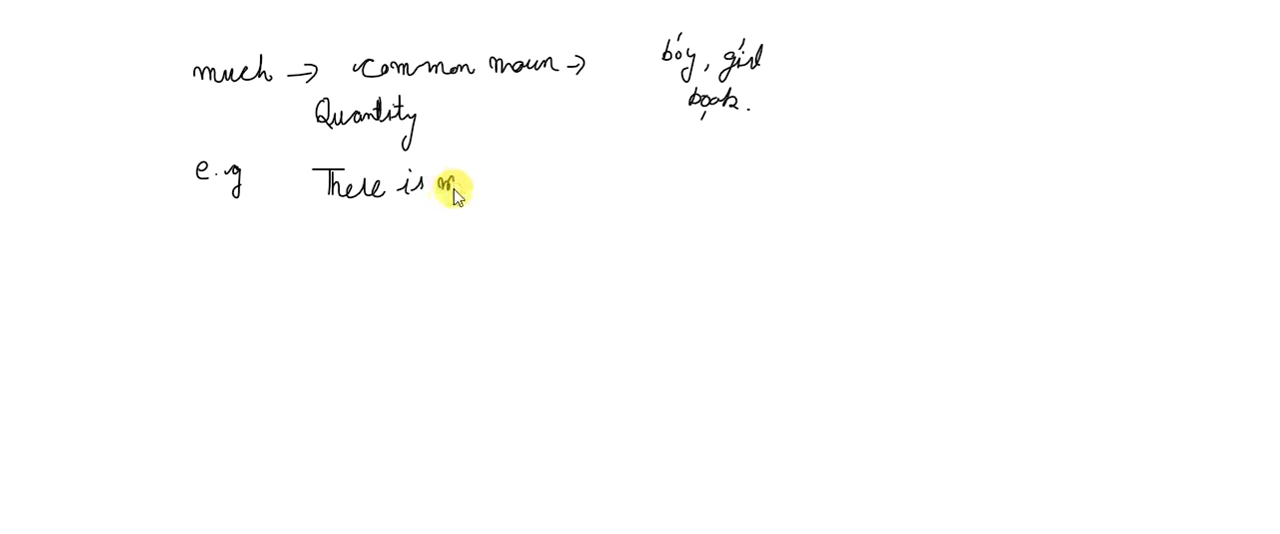 much → common noun → boy, girl
Quantity book.
e.g There is m